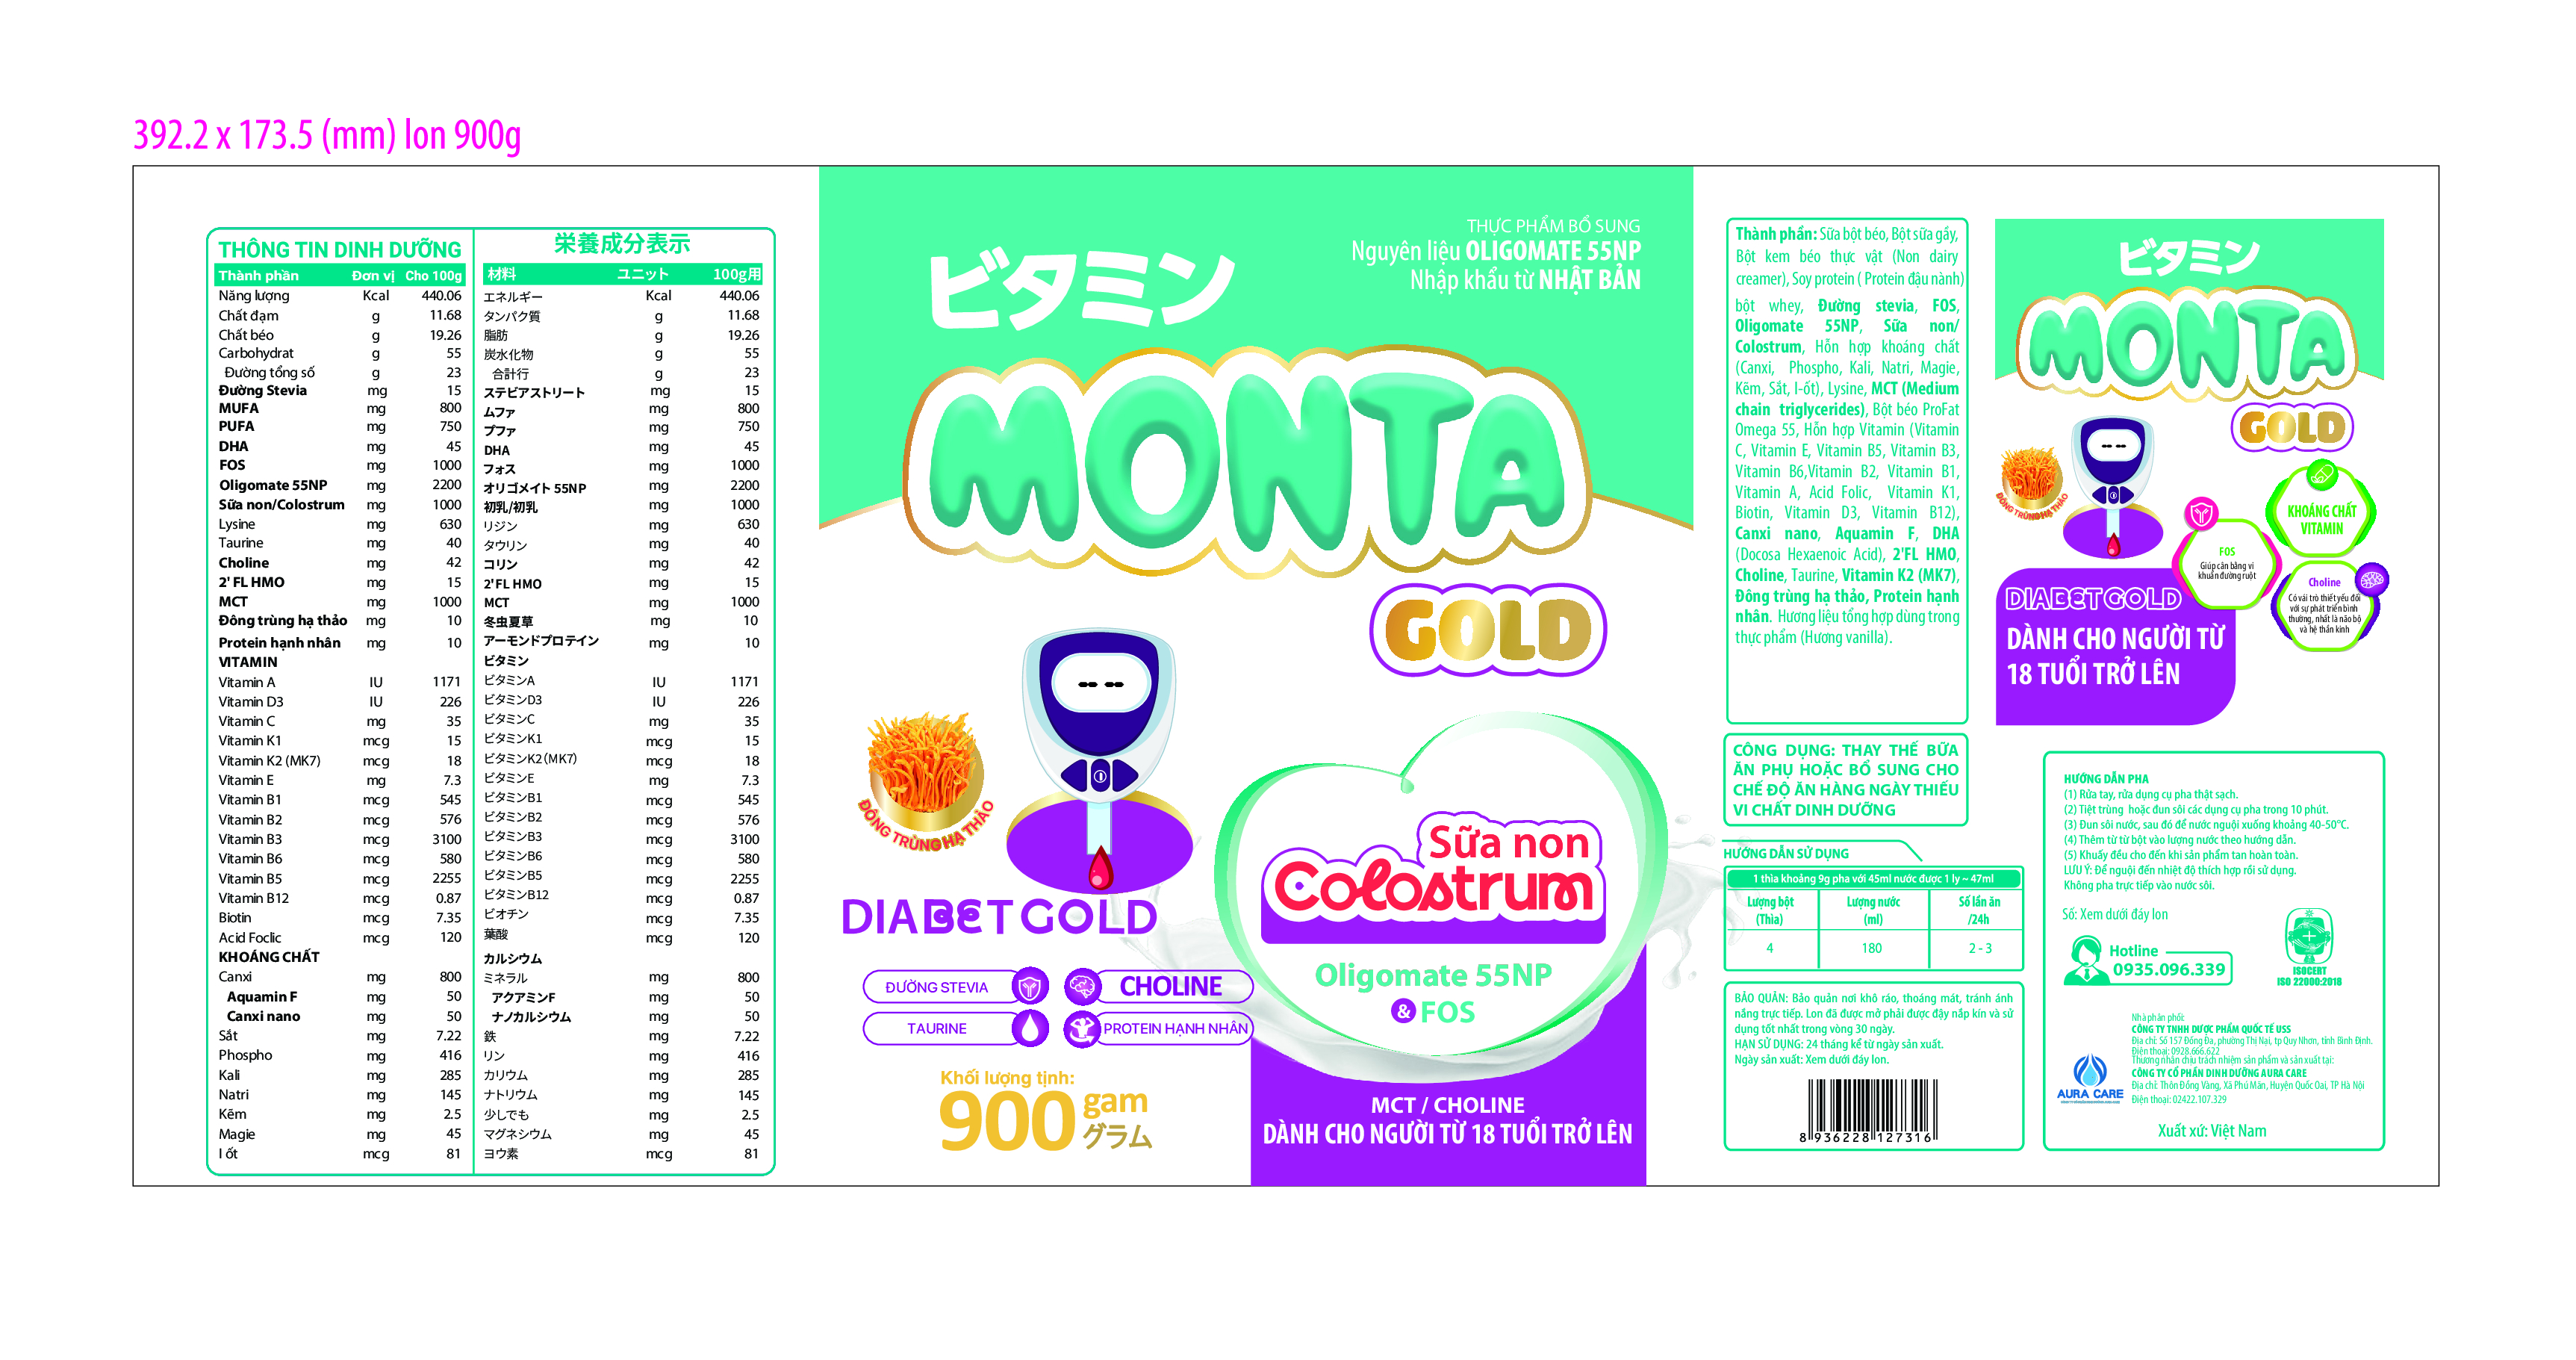 392.2 x 173.5 (mm) lon 900g
THÔNG TIN DINH DƯỠNG
Thành phần Đơn vị Cho 100g
Năng lượng Kcal 440.06
Chất đạm g 11.68
Chất béo g 19.26
Carbohydrat g 55
Đường tổng số g 23
Đường Stevia mg 15
MUFA mg 800
PUFA mg 750
DHA mg 45
FOS mg 1000
Oligomate 55NP mg 2200
Sữa non/Colostrum mg 1000
Lysine mg 630
Taurine mg 40
Choline mg 42
2' FL HMO mg 15
MCT mg 1000
Đông trùng hạ thảo mg 10
Protein hạnh nhân mg 10
VITAMIN
Vitamin A IU 1171
Vitamin D3 IU 226
Vitamin C mg 35
Vitamin K1 mcg 15
Vitamin K2 (MK7) mcg 18
Vitamin E mg 7.3
Vitamin B1 mcg 545
Vitamin B2 mcg 576
Vitamin B3 mcg 3100
Vitamin B6 mcg 580
Vitamin B5 mcg 2255
Vitamin B12 mcg 0.87
Biotin mcg 7.35
Acid Foclic mcg 120
KHOÁNG CHẤT
Canxi mg 800
Aquamin F mg 50
Canxi nano mg 50
Sắt mg 7.22
Phospho mg 416
Kali mg 285
Natri mg 145
Kẽm mg 2.5
Magie mg 45
I ốt mcg 81
栄養成分表示
材料 ユニット 100g用
エネルギー Kcal 440.06
タンパク質 g 11.68
脂肪 g 19.26
炭水化物 g 55
合計行 g 23
ステビアストリート mg 15
ムファ mg 800
プファ mg 750
DHA mg 45
フォス mg 1000
オリゴメイト 55NP mg 2200
初乳/初乳 mg 1000
リジン mg 630
タウリン mg 40
コリン mg 42
2' FL HMO mg 15
MCT mg 1000
冬虫夏草 mg 10
アーモンドプロテイン mg 10
ビタミン
ビタミンA IU 1171
ビタミンD3 IU 226
ビタミンC mg 35
ビタミンK1 mcg 15
ビタミンK2(MK7) mcg 18
ビタミンE mg 7.3
ビタミンB1 mcg 545
ビタミンB2 mcg 576
ビタミンB3 mcg 3100
ビタミンB6 mcg 580
ビタミンB5 mcg 2255
ビタミンB12 mcg 0.87
ビオチン mcg 7.35
葉酸 mcg 120
カルシウム
ミネラル mg 800
アクアミンF mg 50
ナノカルシウム mg 50
鉄 mg 7.22
リン mg 416
カリウム mg 285
ナトリウム mg 145
少しでも mg 2.5
マグネシウム mg 45
ヨウ素 mcg 81
THỰC PHẨM BỔ SUNG
Nguyên liệu OLIGOMATE 55NP
Nhập khẩu từ NHẬT BẢN
ビタミン
MONTA
GOLD
ĐÔNG TRÙNG HẠ THẢO
DIABET GOLD
ĐƯỜNG STEVIA
CHOLINE
TAURINE
PROTEIN HẠNH NHÂN
Khối lượng tịnh:
900 gam
グラム
Sữa non
Colostrum
Oligomate 55NP
& FOS
MCT / CHOLINE
DÀNH CHO NGƯỜI TỪ 18 TUỔI TRỞ LÊN
Thành phần: Sữa bột béo, Bột sữa gầy,
Bột kem béo thực vật (Non dairy
creamer), Soy protein ( Protein đậu nành)
bột whey, Đường stevia, FOS,
Oligomate 55NP, Sữa non/
Colostrum, Hỗn hợp khoáng chất
(Canxi, Phospho, Kali, Natri, Magie,
Kẽm, Sắt, I-ốt), Lysine, MCT (Medium
chain triglycerides), Bột béo ProFat
Omega 55, Hỗn hợp Vitamin (Vitamin
C, Vitamin E, Vitamin B5, Vitamin B3,
Vitamin B6,Vitamin B2, Vitamin B1,
Vitamin A, Acid Folic, Vitamin K1,
Biotin, Vitamin D3, Vitamin B12),
Canxi nano, Aquamin F, DHA
(Docosa Hexaenoic Acid), 2'FL HMO,
Choline, Taurine, Vitamin K2 (MK7),
Đông trùng hạ thảo, Protein hạnh
nhân. Hương liệu tổng hợp dùng trong
thực phẩm (Hương vanilla).
CÔNG DỤNG: THAY THẾ BỮA
ĂN PHỤ HOẶC BỔ SUNG CHO
CHẾ ĐỘ ĂN HÀNG NGÀY THIẾU
VI CHẤT DINH DƯỠNG
HƯỚNG DẪN SỬ DỤNG
1 thìa khoảng 9g pha với 45ml nước được 1 ly ~ 47ml
Lượng bột Lượng nước Số lần ăn
(Thìa) (ml) /24h
4 180 2 - 3
BẢO QUẢN: Bảo quản nơi khô ráo, thoáng mát, tránh ánh
nắng trực tiếp. Lon đã được mở phải được đậy nắp kín và sử
dụng tốt nhất trong vòng 30 ngày.
HẠN SỬ DỤNG: 24 tháng kể từ ngày sản xuất.
Ngày sản xuất: Xem dưới đáy lon.
8 936228 127316
ビタミン
MONTA
GOLD
ĐÔNG TRÙNG HẠ THẢO
KHOÁNG CHẤT
VITAMIN
FOS
Giúp cân bằng vi
khuẩn đường ruột
Choline
Có vai trò thiết yếu đối
với sự phát triển bình
thường, nhất là não bộ
và hệ thần kinh
DIABET GOLD
DÀNH CHO NGƯỜI TỪ
18 TUỔI TRỞ LÊN
HƯỚNG DẪN PHA
(1) Rửa tay, rửa dụng cụ pha thật sạch.
(2) Tiệt trùng hoặc đun sôi các dụng cụ pha trong 10 phút.
(3) Đun sôi nước, sau đó để nước nguội xuống khoảng 40-50°C.
(4) Thêm từ từ bột vào lượng nước theo hướng dẫn.
(5) Khuấy đều cho đến khi sản phẩm tan hoàn toàn.
LƯU Ý: Để nguội đến nhiệt độ thích hợp rồi sử dụng.
Không pha trực tiếp vào nước sôi.
Số: Xem dưới đáy lon
Hotline
0935.096.339
ISOCERT
ISO 22000:2018
Nhà phân phối:
CÔNG TY TNHH DƯỢC PHẨM QUỐC TẾ USS
Địa chỉ: Số 157 Đống Đa, phường Thị Nại, tp Quy Nhơn, tỉnh Bình Định.
Điện thoại: 0928.666.622
Thương nhân chịu trách nhiệm sản phẩm và sản xuất tại:
CÔNG TY CỔ PHẦN DINH DƯỠNG AURA CARE
Địa chỉ: Thôn Đồng Vàng, Xã Phú Mãn, Huyện Quốc Oai, TP Hà Nội
Điện thoại: 02422.107.329
AURA CARE
Xuất xứ: Việt Nam